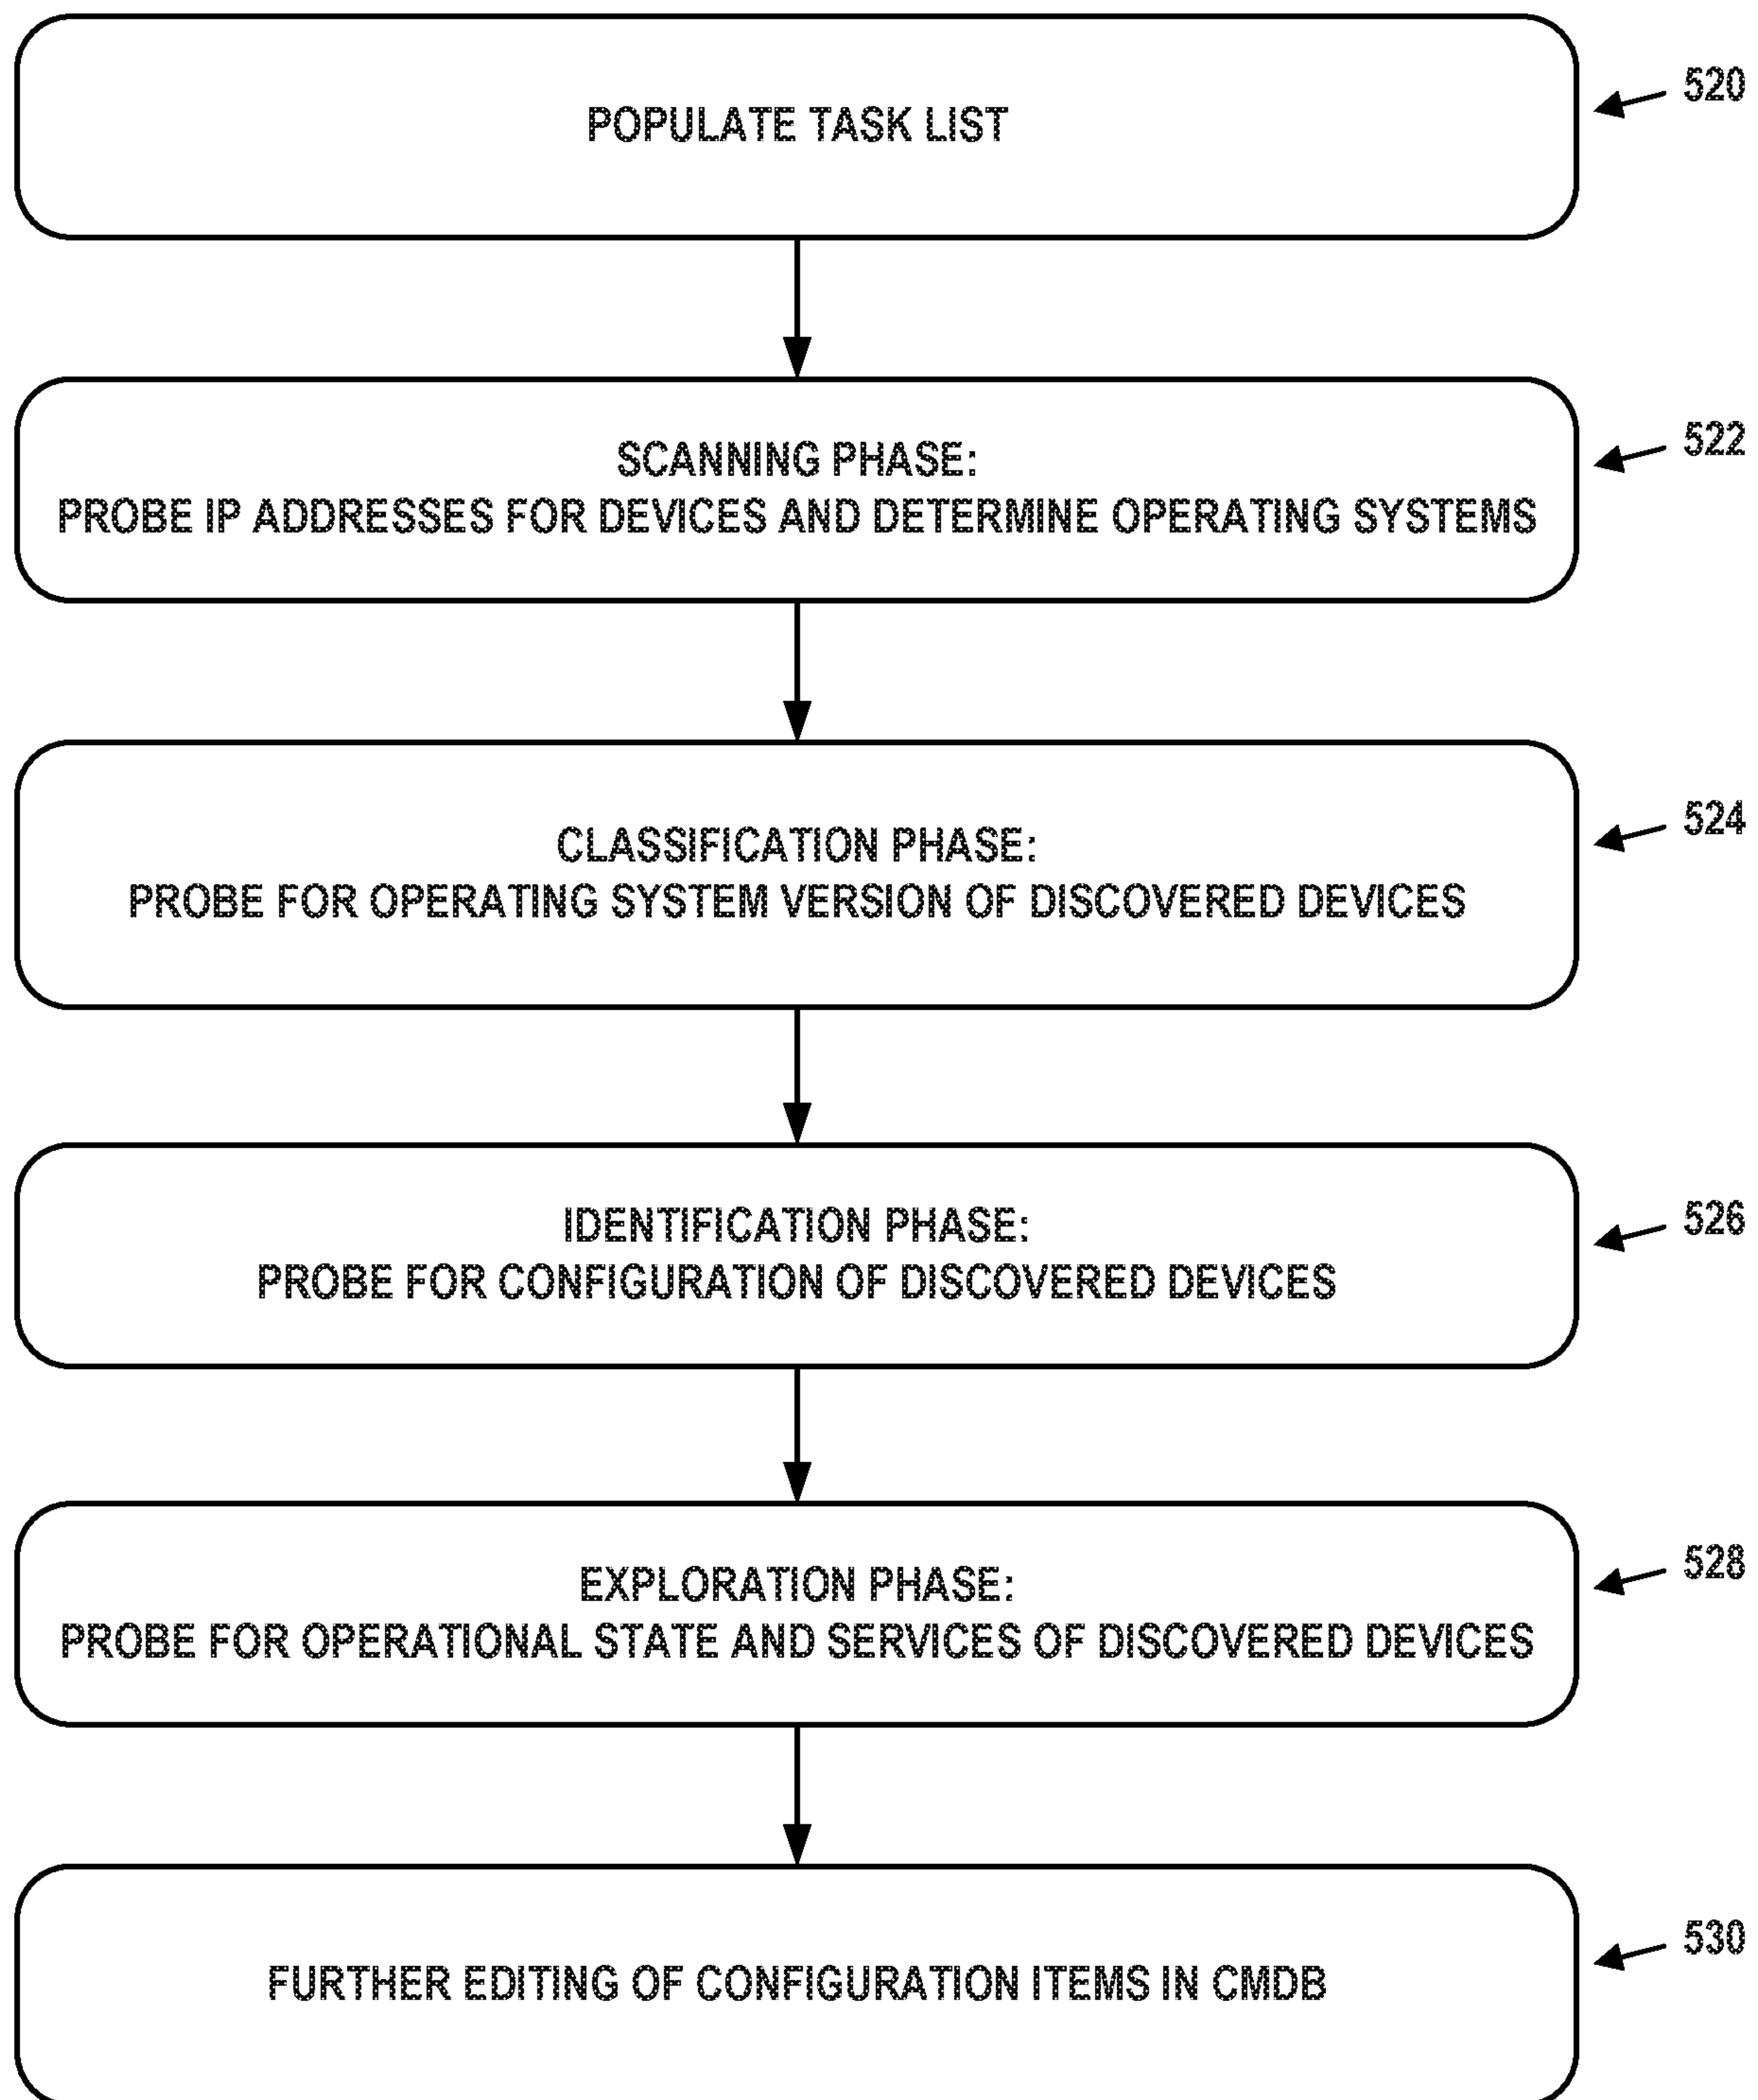 POPULATE TASK LIST
520
SCANNING PHASE:
PROBE IP ADDRESSES FOR DEVICES AND DETERMINE OPERATING SYSTEMS
522
CLASSIFICATION PHASE:
PROBE FOR OPERATING SYSTEM VERSION OF DISCOVERED DEVICES
524
IDENTIFICATION PHASE:
PROBE FOR CONFIGURATION OF DISCOVERED DEVICES
526
EXPLORATION PHASE:
PROBE FOR OPERATIONAL STATE AND SERVICES OF DISCOVERED DEVICES
528
FURTHER EDITING OF CONFIGURATION ITEMS IN CMDB
530